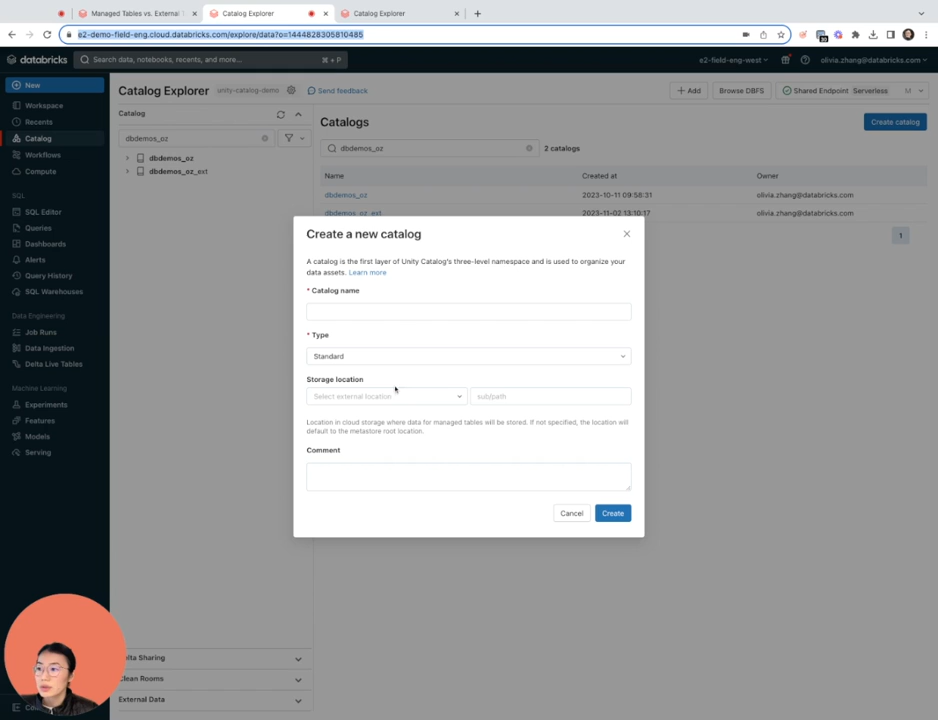 Managed Tables vs. External
Catalog Explorer
Catalog Explorer
e2-demo-field-eng.cloud.databricks.com/explore/data?o=1444828305810485
databricks
Search data, notebooks, recents, and more...
⌘ + P
e2-field-eng-west
olivia.zhang@databricks.com
New
Workspace
Recents
Catalog
Workflows
Compute
SQL
SQL Editor
Queries
Dashboards
Alerts
Query History
SQL Warehouses
Data Engineering
Job Runs
Data Ingestion
Delta Live Tables
Machine Learning
Experiments
Features
Models
Serving
Catalog Explorer
unity-catalog-demo
Send feedback
+ Add
Browse DBFS
Shared Endpoint Serverless M
Catalog
dbdemos_oz
dbdemos_oz
dbdemos_oz_ext
Catalogs
Create catalog
dbdemos_oz
2 catalogs
Name Created at Owner
dbdemos_oz 2023-10-11 09:58:31 olivia.zhang@databricks.com
dbdemos_oz_ext 2023-11-02 13:10:17 olivia.zhang@databricks.com
1
Create a new catalog
A catalog is the first layer of Unity Catalog's three-level namespace and is used to organize your
data assets. Learn more
* Catalog name
* Type
Standard
Storage location
Select external location
sub/path
Location in cloud storage where data for managed tables will be stored. If not specified, the location will
default to the metastore root location.
Comment
Cancel
Create
lta Sharing
Clean Rooms
External Data